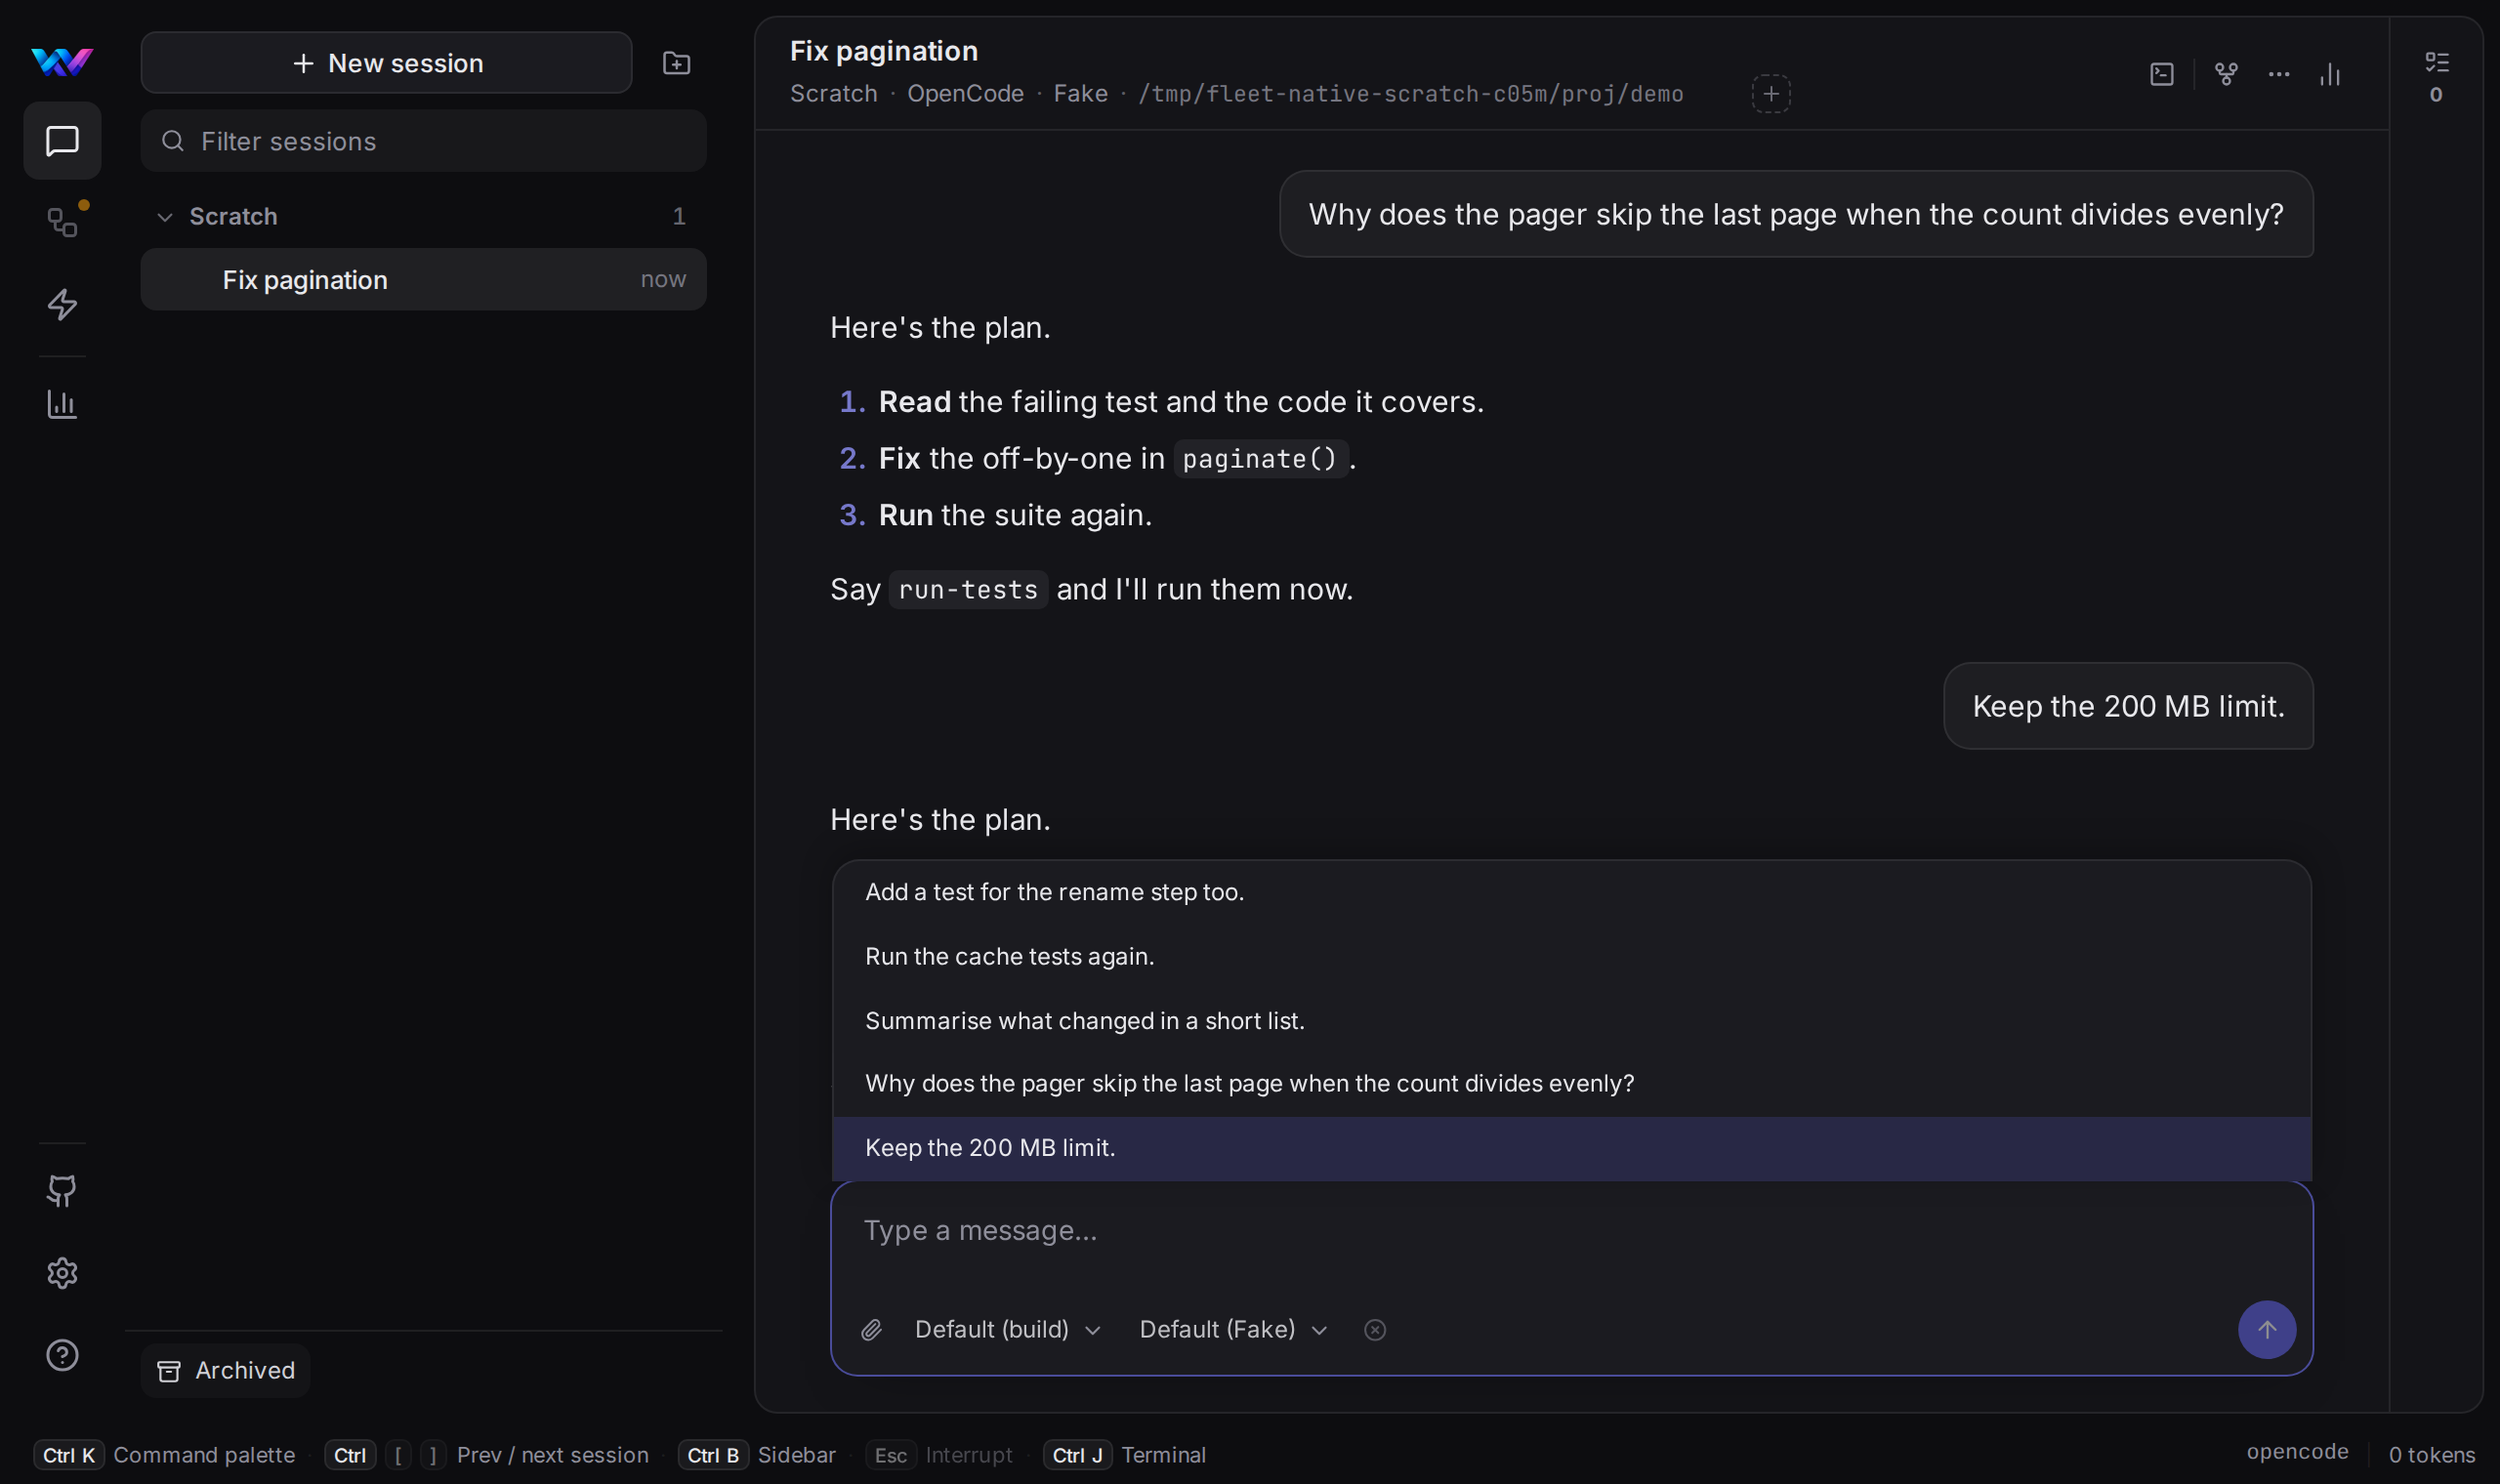 New session
Filter sessions
Scratch 1
Fix pagination now
Archived
Fix pagination
Scratch · OpenCode · Fake · /tmp/fleet-native-scratch-c05m/proj/demo
0
Why does the pager skip the last page when the count divides evenly?
Here's the plan.
1. Read the failing test and the code it covers.
2. Fix the off-by-one in paginate().
3. Run the suite again.
Say run-tests and I'll run them now.
Keep the 200 MB limit.
Here's the plan.
Add a test for the rename step too.
Run the cache tests again.
Summarise what changed in a short list.
Why does the pager skip the last page when the count divides evenly?
Keep the 200 MB limit.
Type a message...
Default (build) Default (Fake)
Ctrl K Command palette · Ctrl [ ] Prev / next session · Ctrl B Sidebar · Esc Interrupt · Ctrl J Terminal opencode 0 tokens